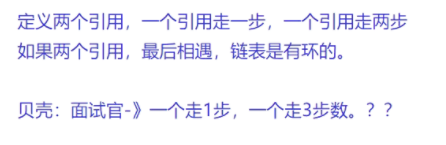 定义两个引用，一个引用走一步，一个引用走两步
如果两个引用，最后相遇，链表是有环的。
贝壳：面试官-》一个走1步，一个走3步数。？？